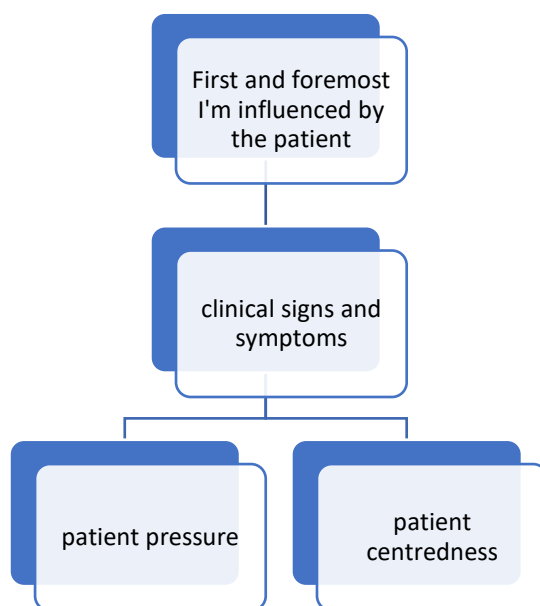 First and foremost
I'm influenced by
the patient
clinical signs and
symptoms
patient pressure
patient
centredness